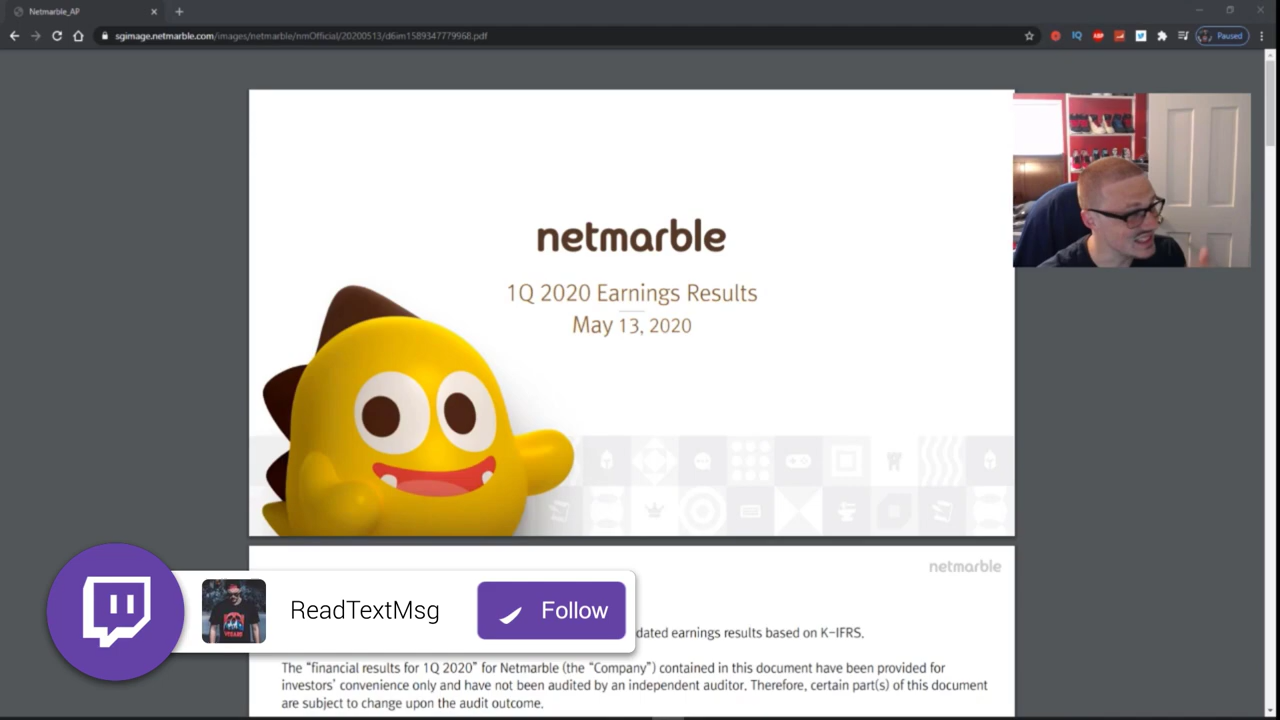 Netmarble_AP
sgimage.netmarble.com/images/netmarble/nmOfficial/20200513/d6im1589347779968.pdf
IQ
ABP
Paused
netmarble
1Q 2020 Earnings Results
May 13, 2020
netmarble
ReadTextMsg
Follow
dated earnings results based on K-IFRS.
The “financial results for 1Q 2020” for Netmarble (the “Company”) contained in this document have been provided for
investors’ convenience only and have not been audited by an independent auditor. Therefore, certain part(s) of this document
are subject to change upon the audit outcome.